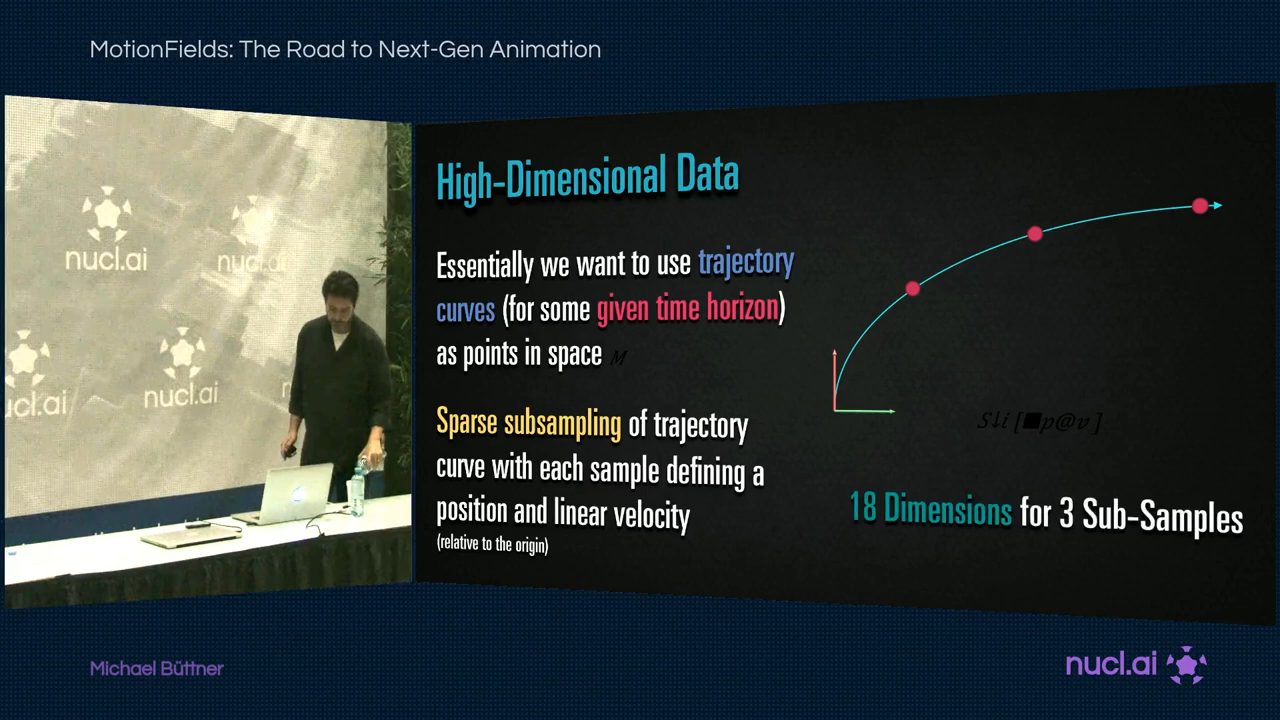 MotionFields: The Road to Next-Gen Animation
nucl.ai
nucl.ai
ucl.ai
nucl.ai
High-Dimensional Data
Essentially we want to use trajectory
curves (for some given time horizon)
as points in space M
Sparse subsampling of trajectory
curve with each sample defining a
position and linear velocity
(relative to the origin)
S↓i [■p@v ]
18 Dimensions for 3 Sub-Samples
Michael Büttner
nucl.ai